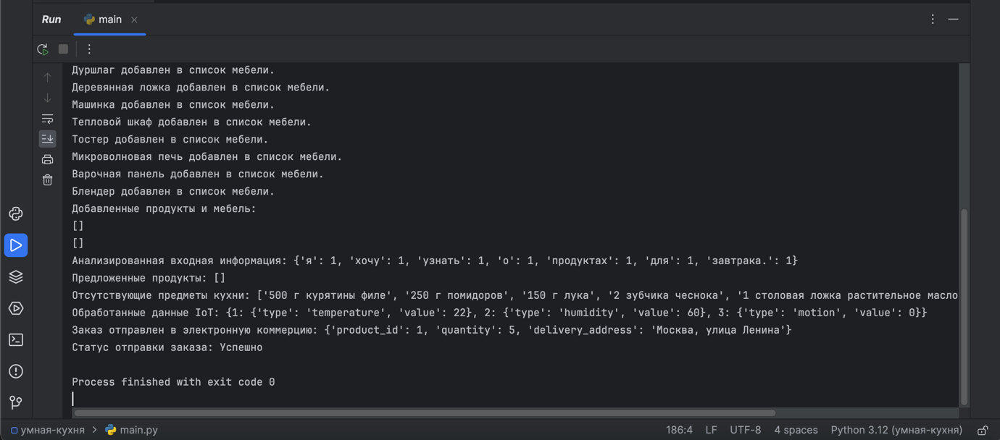 Run main
Дуршлаг добавлен в список мебели.
Деревянная ложка добавлен в список мебели.
Машинка добавлен в список мебели.
Тепловой шкаф добавлен в список мебели.
Тостер добавлен в список мебели.
Микроволновая печь добавлен в список мебели.
Варочная панель добавлен в список мебели.
Блендер добавлен в список мебели.
Добавленные продукты и мебель:
[]
[]
Анализированная входная информация: {'я': 1, 'хочу': 1, 'узнать': 1, 'о': 1, 'продуктах': 1, 'для': 1, 'завтрака.': 1}
Предложенные продукты: []
Отсутствующие предметы кухни: ['500 г курятины филе', '250 г помидоров', '150 г лука', '2 зубчика чеснока', '1 столовая ложка растительное масло
Обработанные данные IoT: {1: {'type': 'temperature', 'value': 22}, 2: {'type': 'humidity', 'value': 60}, 3: {'type': 'motion', 'value': 0}}
Заказ отправлен в электронную коммерцию: {'product_id': 1, 'quantity': 5, 'delivery_address': 'Москва, улица Ленина'}
Статус отправки заказа: Успешно
Process finished with exit code 0
умная-кухня > main.py 186:4 LF UTF-8 4 spaces Python 3.12 (умная-кухня)